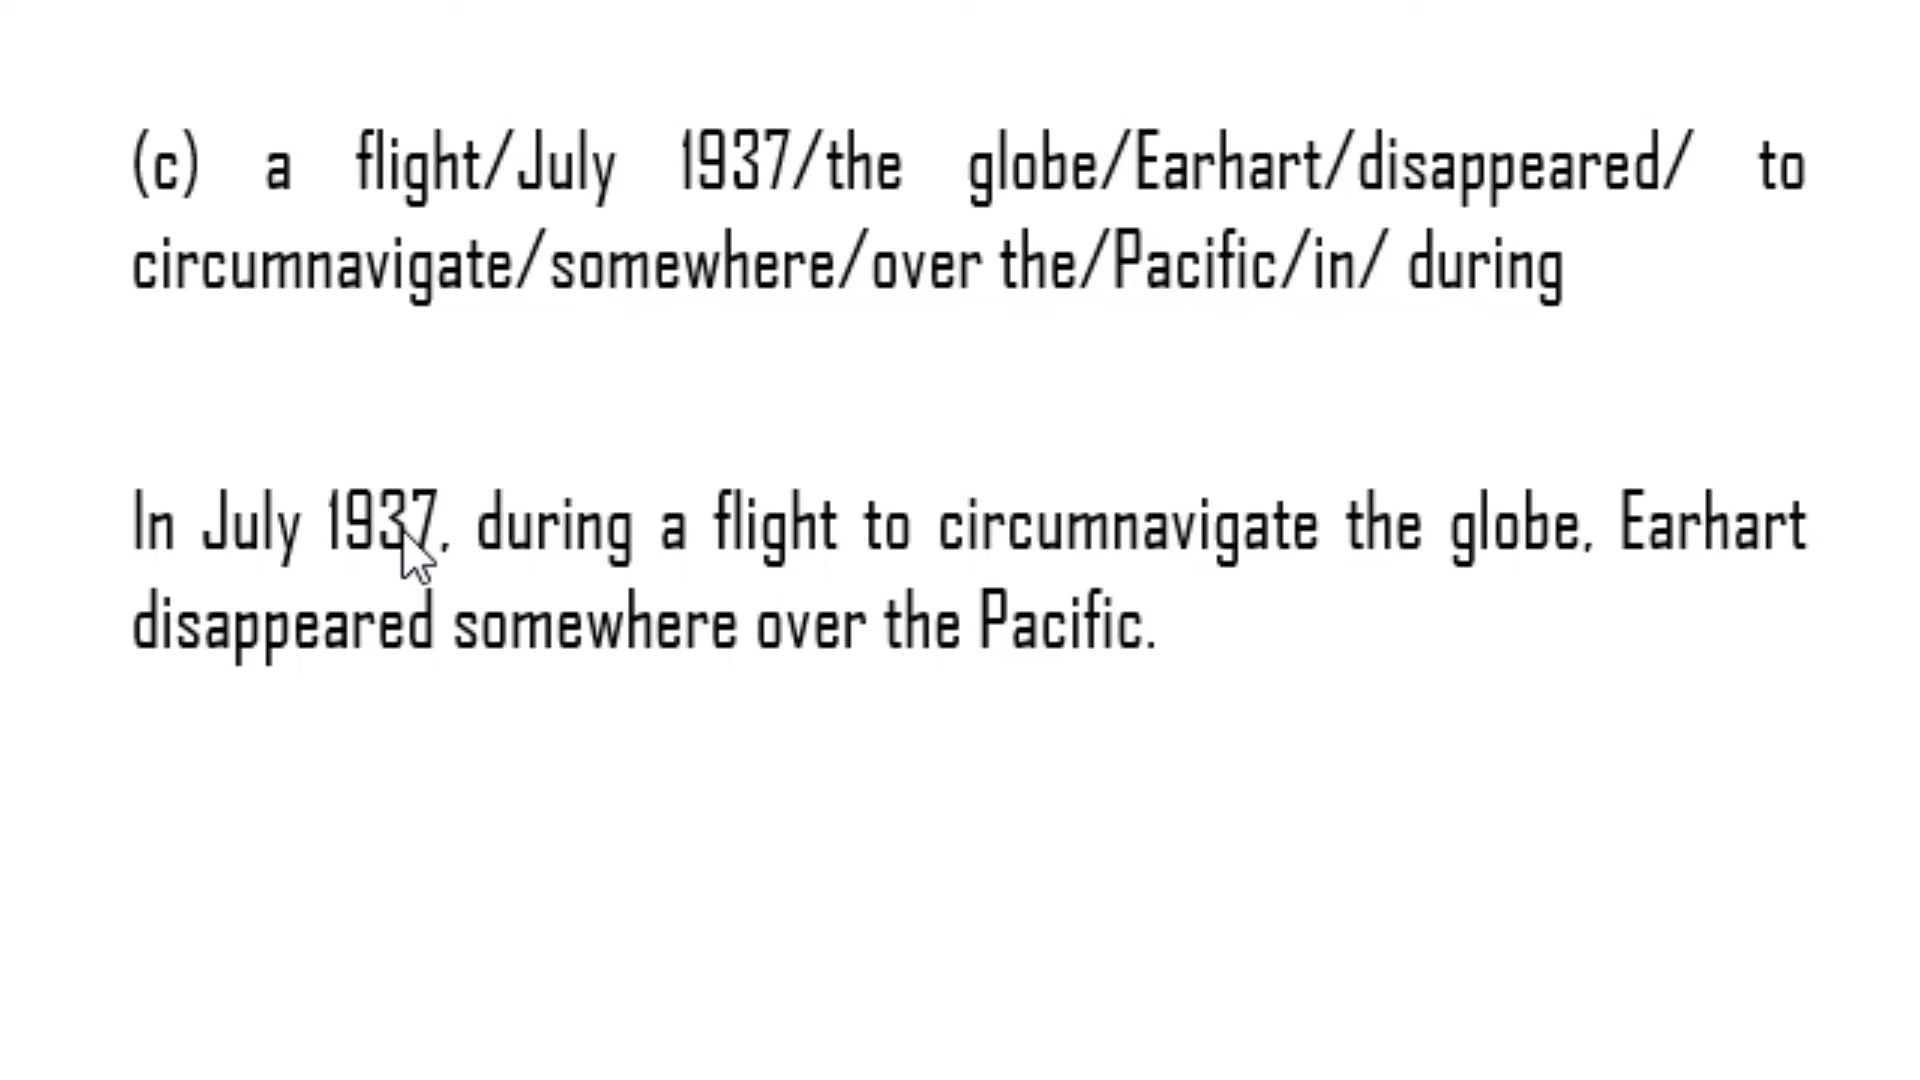 (c) a flight/July 1937/the globe/Earhart/disappeared/ to
circumnavigate/somewhere/over the/Pacific/in/ during
In July 1937, during a flight to circumnavigate the globe, Earhart
disappeared somewhere over the Pacific.